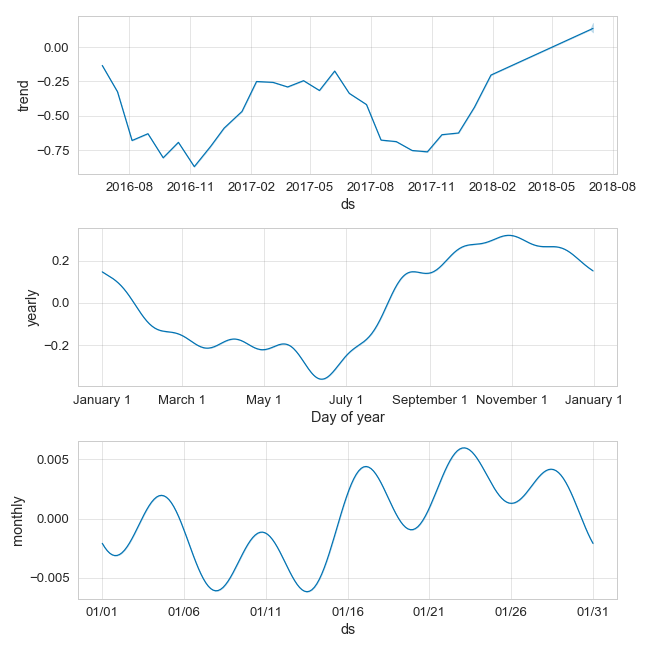 trend
0.00
−0.25
−0.50
−0.75
2016-08 2016-11 2017-02 2017-05 2017-08 2017-11 2018-02 2018-05 2018-08
ds
yearly
0.2
0.0
−0.2
January 1 March 1 May 1 July 1 September 1 November 1 January 1
Day of year
monthly
0.005
0.000
−0.005
01/01 01/06 01/11 01/16 01/21 01/26 01/31
ds